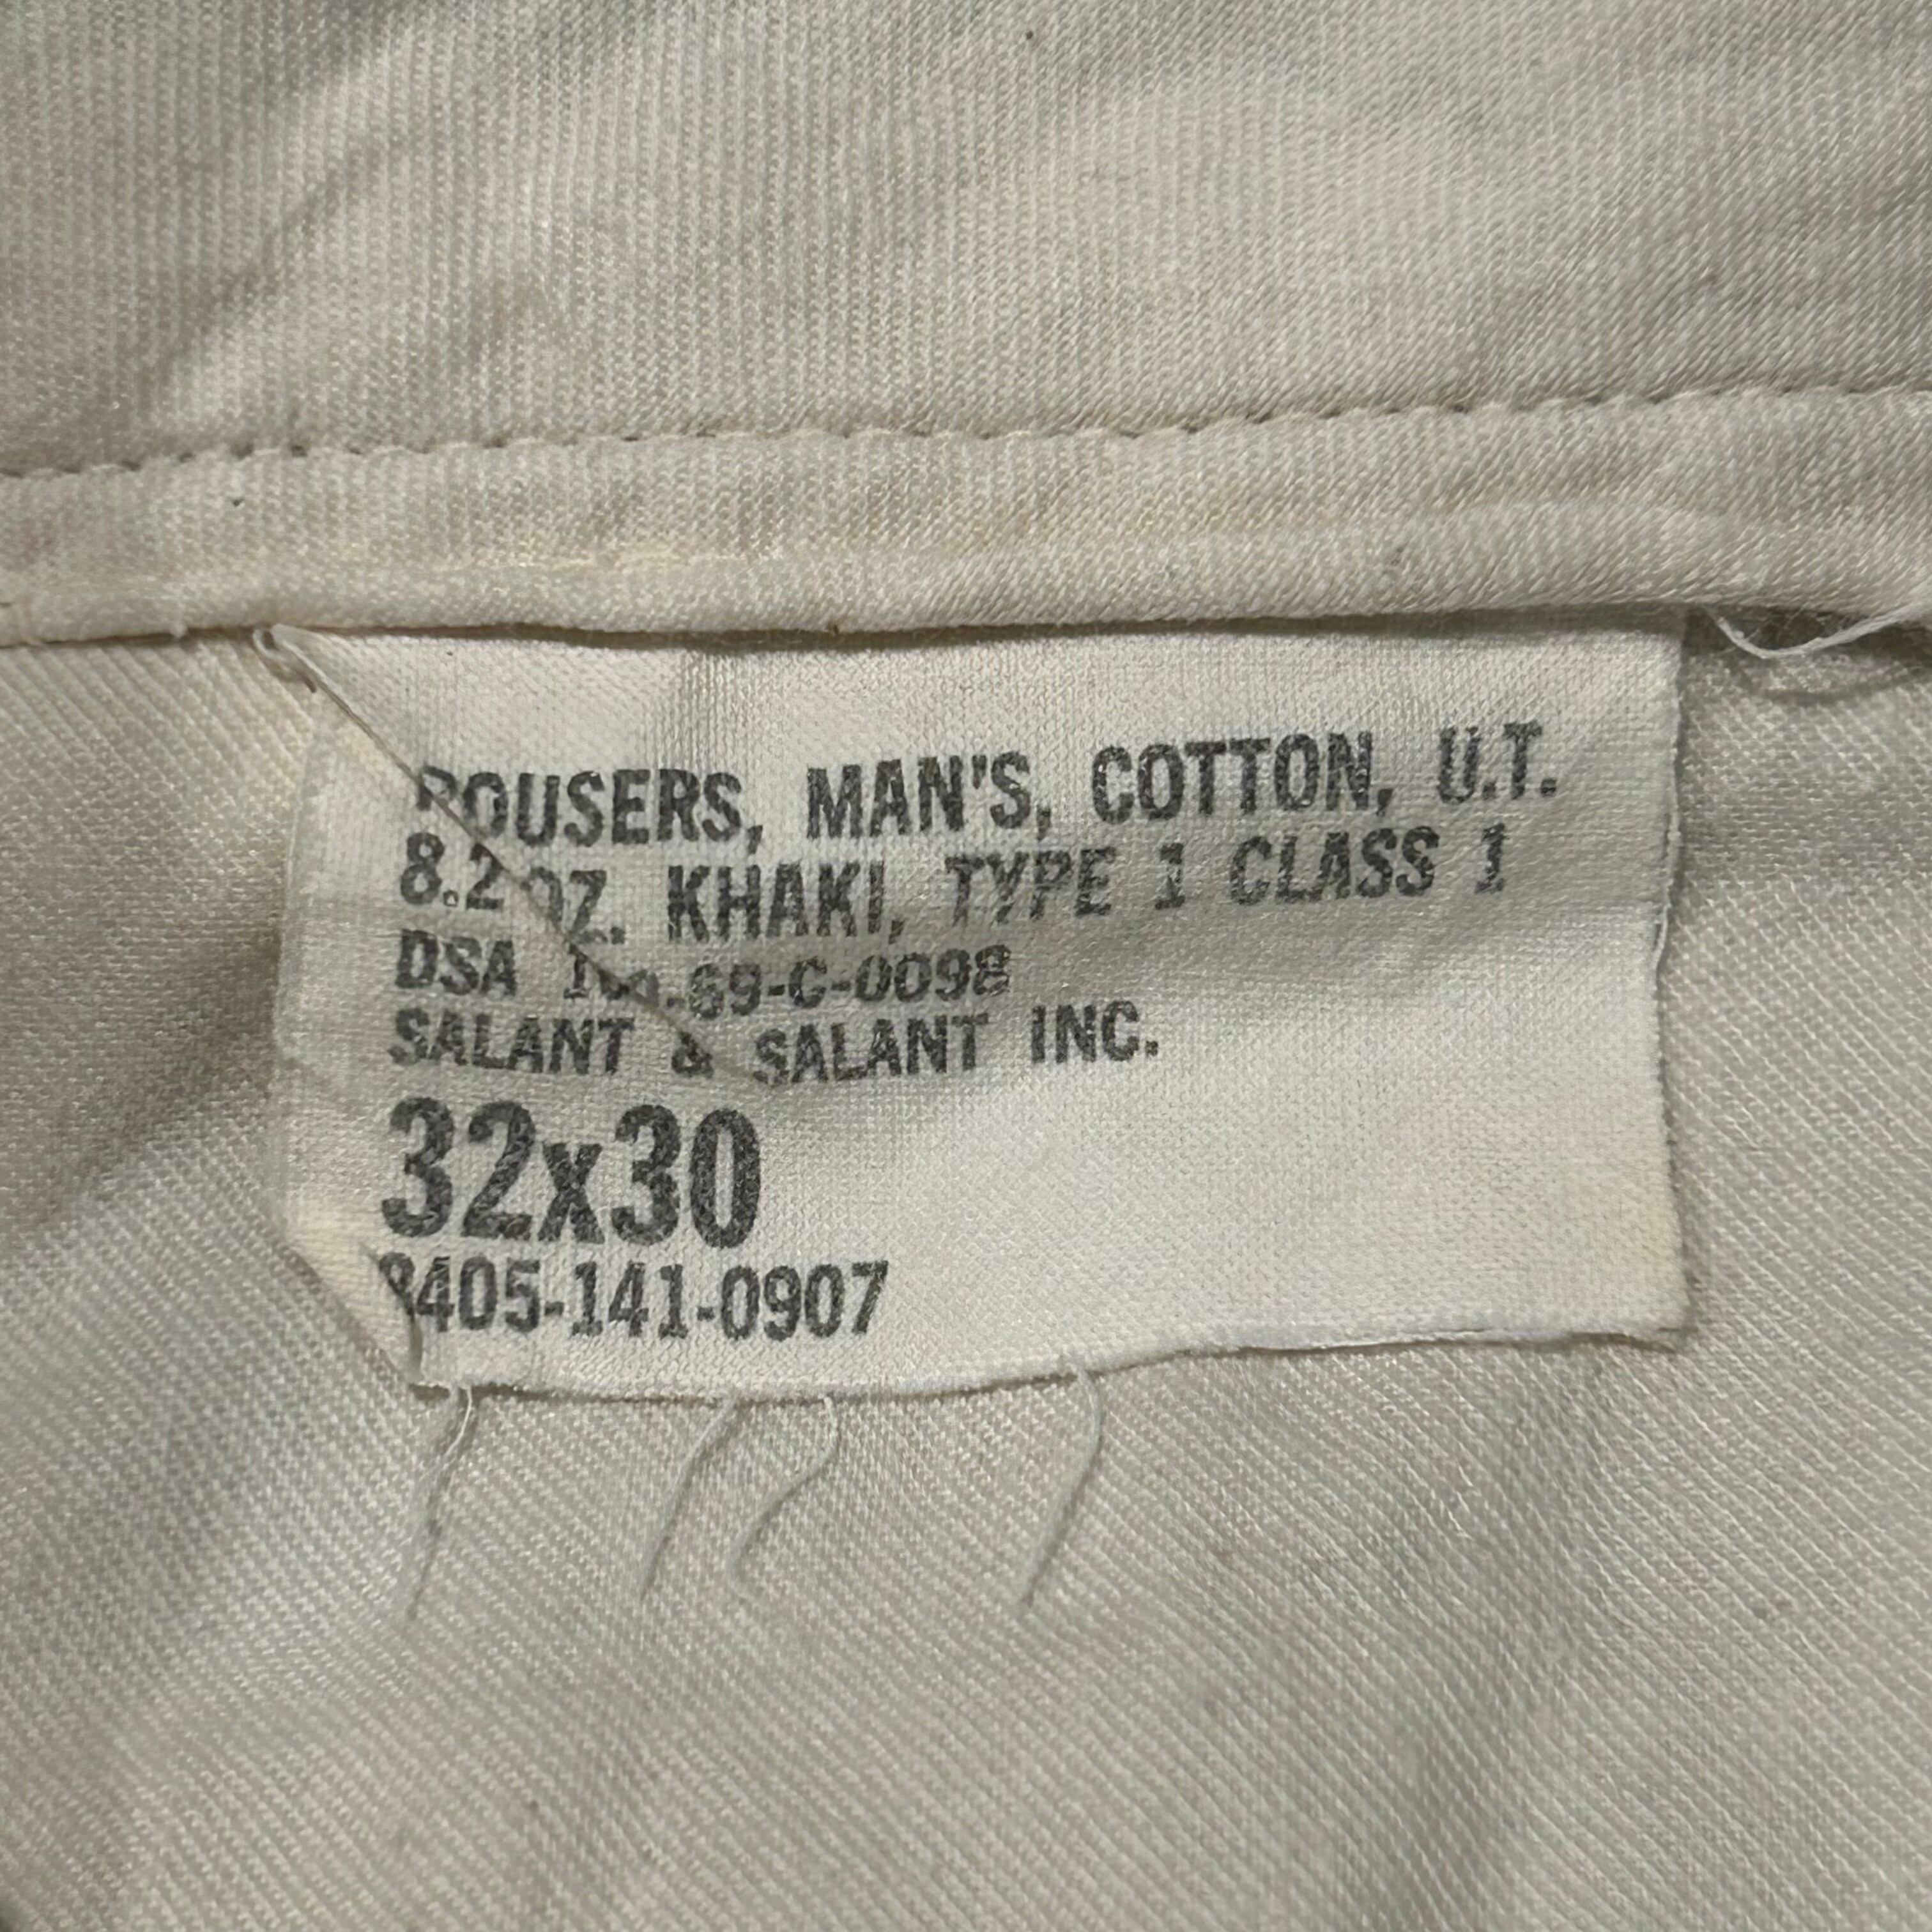 ROUSERS, MAN'S, COTTON, U.T.
8.2 OZ. KHAKI, TYPE 1 CLASS 1
DSA 100-69-C-0098
SALANT & SALANT INC.
32x30
8405-141-0907